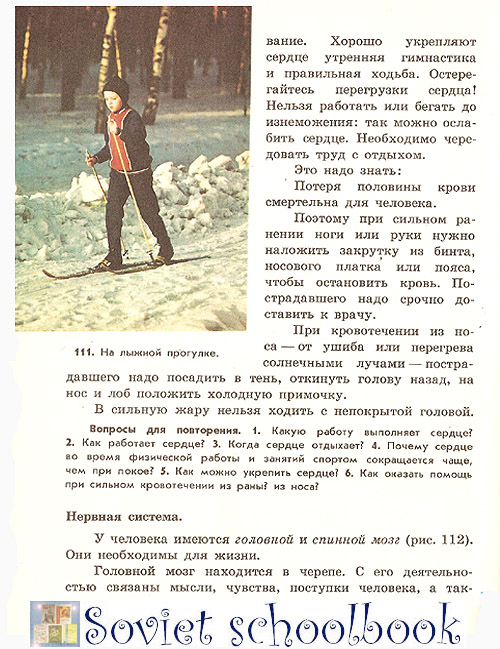 вание. Хорошо укрепляют
сердце утренняя гимнастика
и правильная ходьба. Остере-
гайтесь перегрузки сердца!
Нельзя работать или бегать до
изнеможения: так можно осла-
бить сердце. Необходимо чере-
довать труд с отдыхом.
Это надо знать:
Потеря половины крови
смертельна для человека.
Поэтому при сильном ра-
нении ноги или руки нужно
наложить закрутку из бинта,
носового платка или пояса,
чтобы остановить кровь. По-
страдавшего надо срочно до-
ставить к врачу.
При кровотечении из но-
са — от ушиба или перегрева
солнечными лучами — постра-
111. На лыжной прогулке.
давшего надо посадить в тень, откинуть голову назад, на
нос и лоб положить холодную примочку.
В сильную жару нельзя ходить с непокрытой головой.
Вопросы для повторения. 1. Какую работу выполняет сердце?
2. Как работает сердце? 3. Когда сердце отдыхает? 4. Почему сердце
во время физической работы и занятий спортом сокращается чаще,
чем при покое? 5. Как можно укрепить сердце? 6. Как оказать помощь
при сильном кровотечении из раны? из носа?
Нервная система.
У человека имеются головной и спинной мозг (рис. 112).
Они необходимы для жизни.
Головной мозг находится в черепе. С его деятельно-
стью связаны мысли, чувства, поступки человека, а так-
Soviet schoolbook